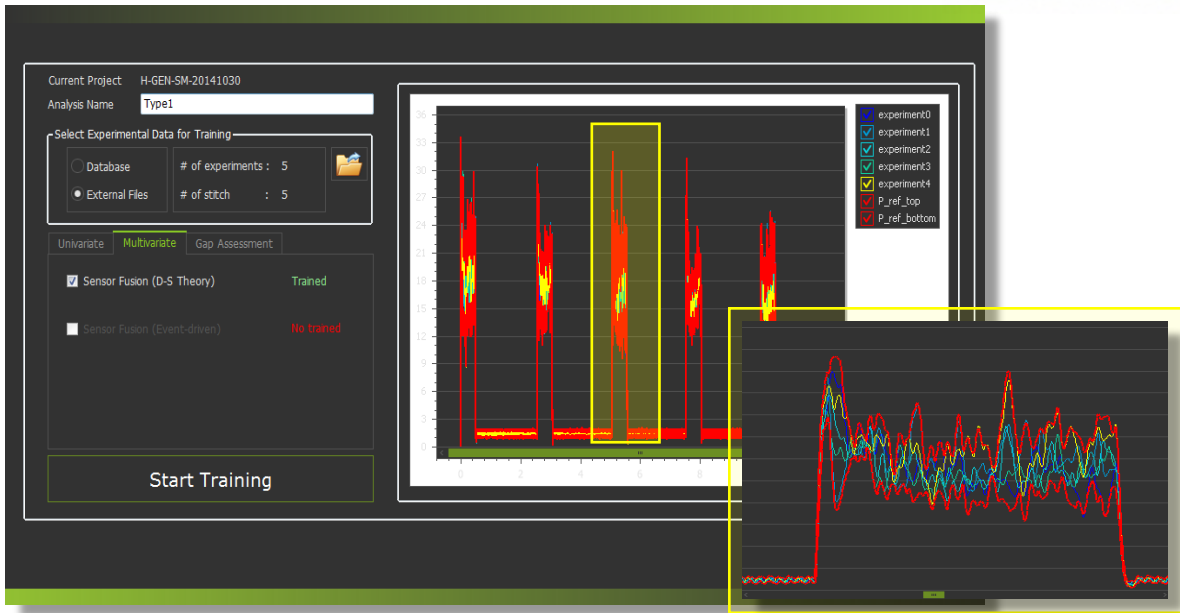 Current Project H-GEN-SM-20141030
Analysis Name Type1
Select Experimental Data for Training
Database
External Files
# of experiments : 5
# of stitch : 5
Univariate Multivariate Gap Assessment
Sensor Fusion (D-S Theory) Trained
Sensor Fusion (Event-driven) No trained
Start Training
36
33
30
27
24
21
18
15
12
9
6
3
0
0 2 4 6 8
experiment0
experiment1
experiment2
experiment3
experiment4
P_ref_top
P_ref_bottom